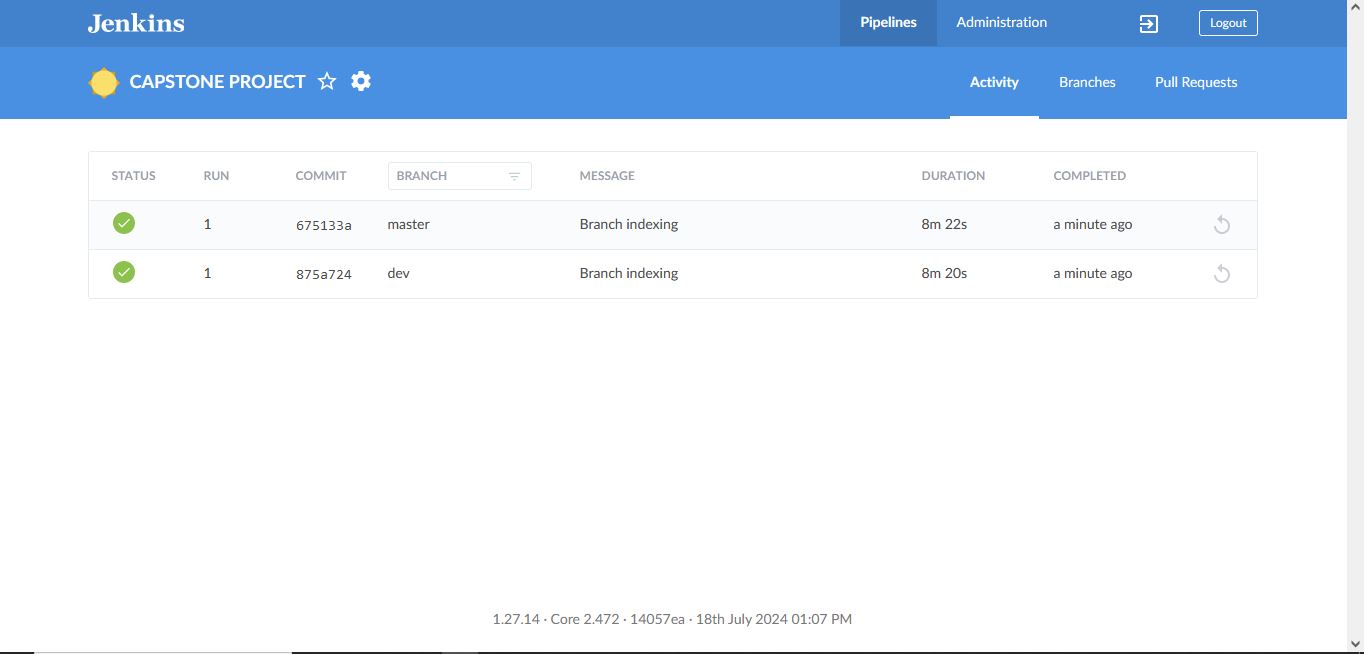 Jenkins Pipelines Administration Logout
CAPSTONE PROJECT Activity Branches Pull Requests
STATUS RUN COMMIT BRANCH MESSAGE DURATION COMPLETED
1 675133a master Branch indexing 8m 22s a minute ago
1 875a724 dev Branch indexing 8m 20s a minute ago
1.27.14 · Core 2.472 · 14057ea · 18th July 2024 01:07 PM